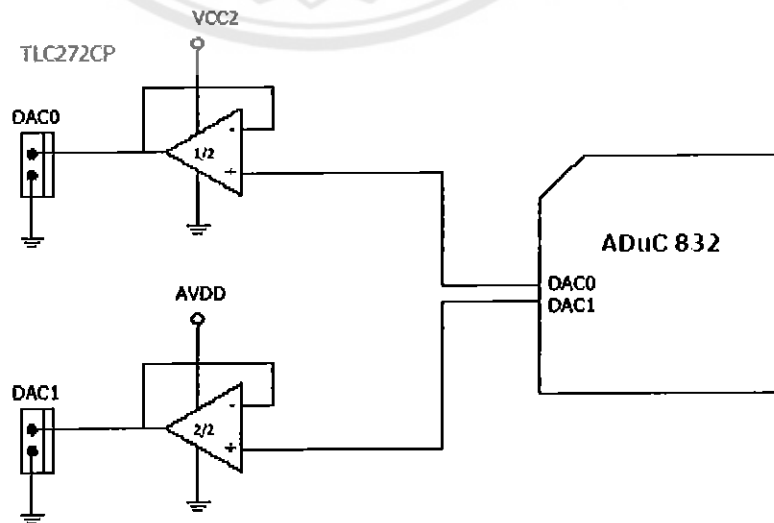 VCC2
TLC272CP
DAC0
-
1/2
+
ADuC 832
DAC0
DAC1
AVDD
DAC1
-
2/2
+